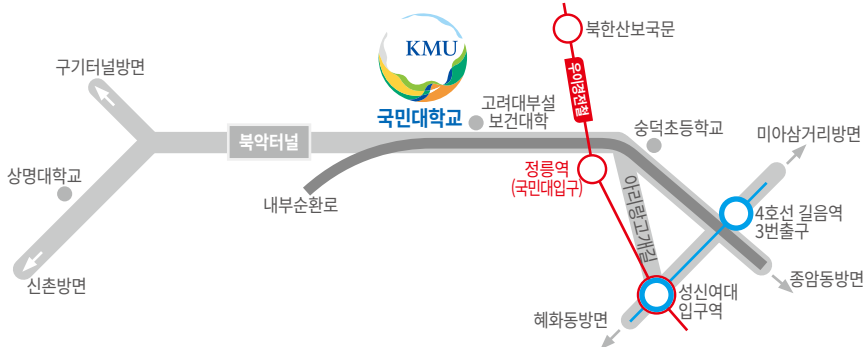 북한산보국문
KMU
구기터널방면
우이경전철
국민대학교
고려대부설
보건대학
숭덕초등학교
미아삼거리방면
북악터널
정릉역
(국민대입구)
상명대학교
아리랑고개길
내부순환로
4호선 길음역
3번출구
신촌방면
종암동방면
성신여대
입구역
혜화동방면